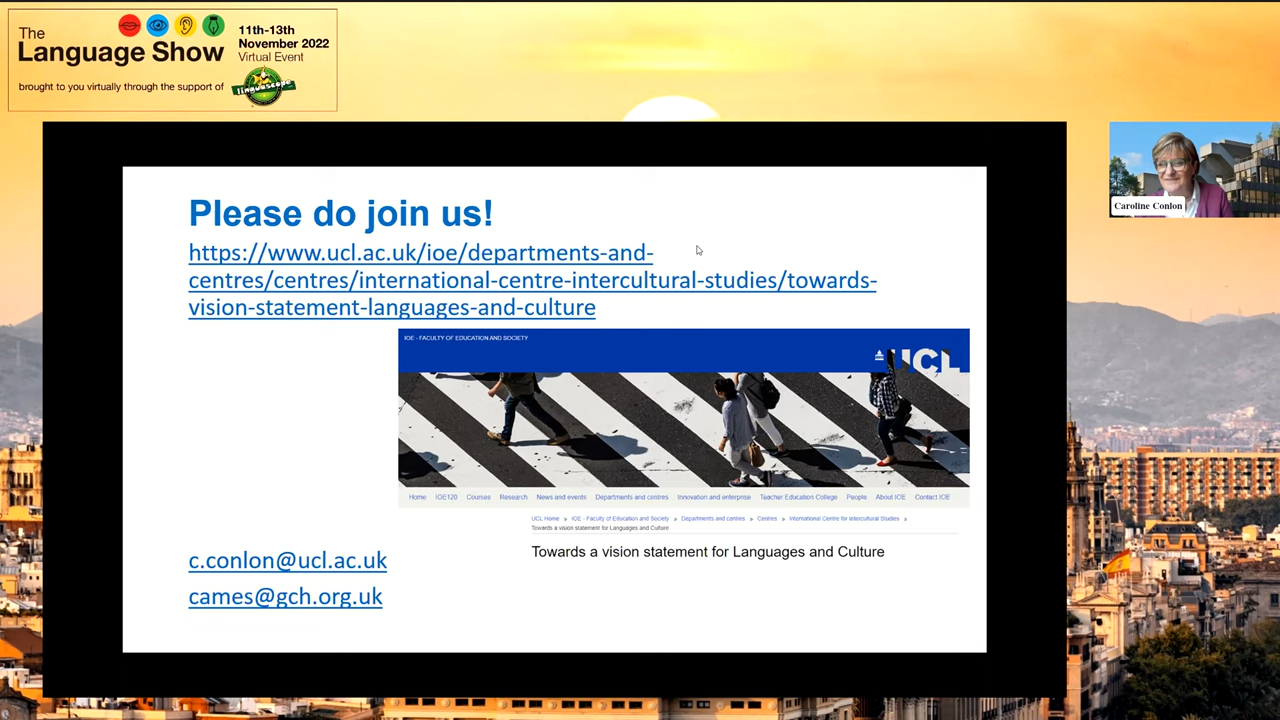 The
Language Show
11th-13th
November 2022
Virtual Event
brought to you virtually through the support of
linguascope
Caroline Conlon
Please do join us!
https://www.ucl.ac.uk/ioe/departments-and-
centres/centres/international-centre-intercultural-studies/towards-
vision-statement-languages-and-culture
IOE - FACULTY OF EDUCATION AND SOCIETY
UCL
Home IOE120 Courses Research News and events Departments and centres Innovation and enterprise Teacher Education College People About IOE Contact IOE
UCL Home » IOE - Faculty of Education and Society » Departments and centres » Centres » International Centre for Intercultural Studies »
Towards a vision statement for Languages and Culture
Towards a vision statement for Languages and Culture
c.conlon@ucl.ac.uk
cames@gch.org.uk